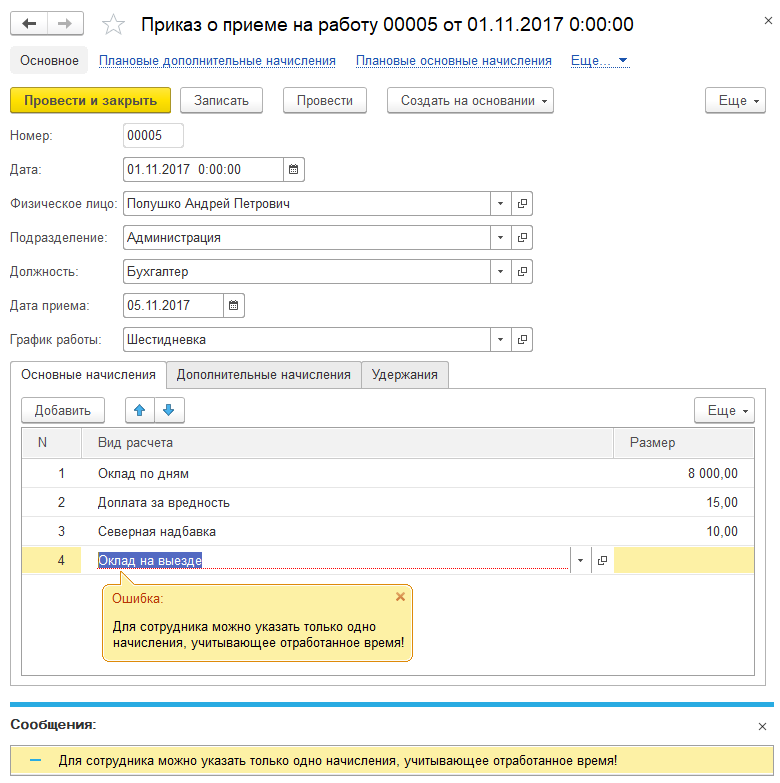 Приказ о приеме на работу 00005 от 01.11.2017 0:00:00
Основное Плановые дополнительные начисления Плановые основные начисления Еще...
Провести и закрыть Записать Провести Создать на основании Еще
Номер: 00005
Дата: 01.11.2017 0:00:00
Физическое лицо: Полушко Андрей Петрович
Подразделение: Администрация
Должность: Бухгалтер
Дата приема: 05.11.2017
График работы: Шестидневка
Основные начисления Дополнительные начисления Удержания
Добавить Еще
N Вид расчета Размер
1 Оклад по дням 8 000,00
2 Доплата за вредность 15,00
3 Северная надбавка 10,00
4 Оклад на выезде
Ошибка:
Для сотрудника можно указать только одно
начисления, учитывающее отработанное время!
Сообщения:
Для сотрудника можно указать только одно начисления, учитывающее отработанное время!